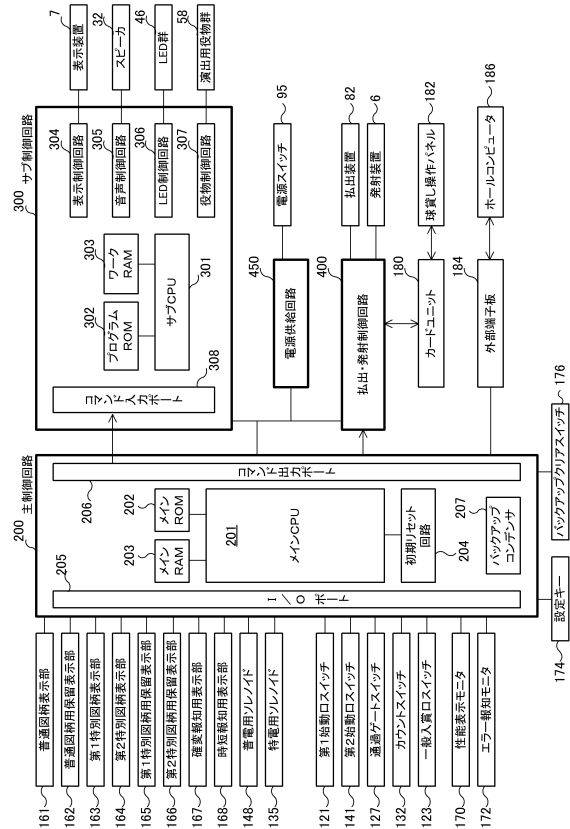 300 サブ制御回路
304
表示制御回路
7
表示装置
305
音声制御回路
32
スピーカ
306
LED制御回路
46
LED群
307
役物制御回路
58
演出用役物群
302
プログラム
ROM
303
ワーク
RAM
サブCPU
301
コマンド入力ポート
308
450
電源供給回路
95
電源スイッチ
400
払出・発射制御回路
82
払出装置
6
発射装置
180
カードユニット
182
球貸し操作パネル
184
外部端子板
186
ホールコンピュータ
200 主制御回路
206
コマンド出力ポート
202
メイン
ROM
203
メイン
RAM
201
メインCPU
初期リセット
回路
204
207
バックアップ
コンデンサ
205
I/Oポート
176
バックアップクリアスイッチ
174
設定キー
161
普通図柄表示部
162
普通図柄用保留表示部
163
第1特別図柄表示部
164
第2特別図柄表示部
165
第1特別図柄用保留表示部
166
第2特別図柄用保留表示部
167
確変報知用表示部
168
時短報知用表示部
148
普電用ソレノイド
135
特電用ソレノイド
121
第1始動口スイッチ
141
第2始動口スイッチ
127
通過ゲートスイッチ
132
カウントスイッチ
123
一般入賞口スイッチ
170
性能表示モニタ
172
エラー報知モニタ